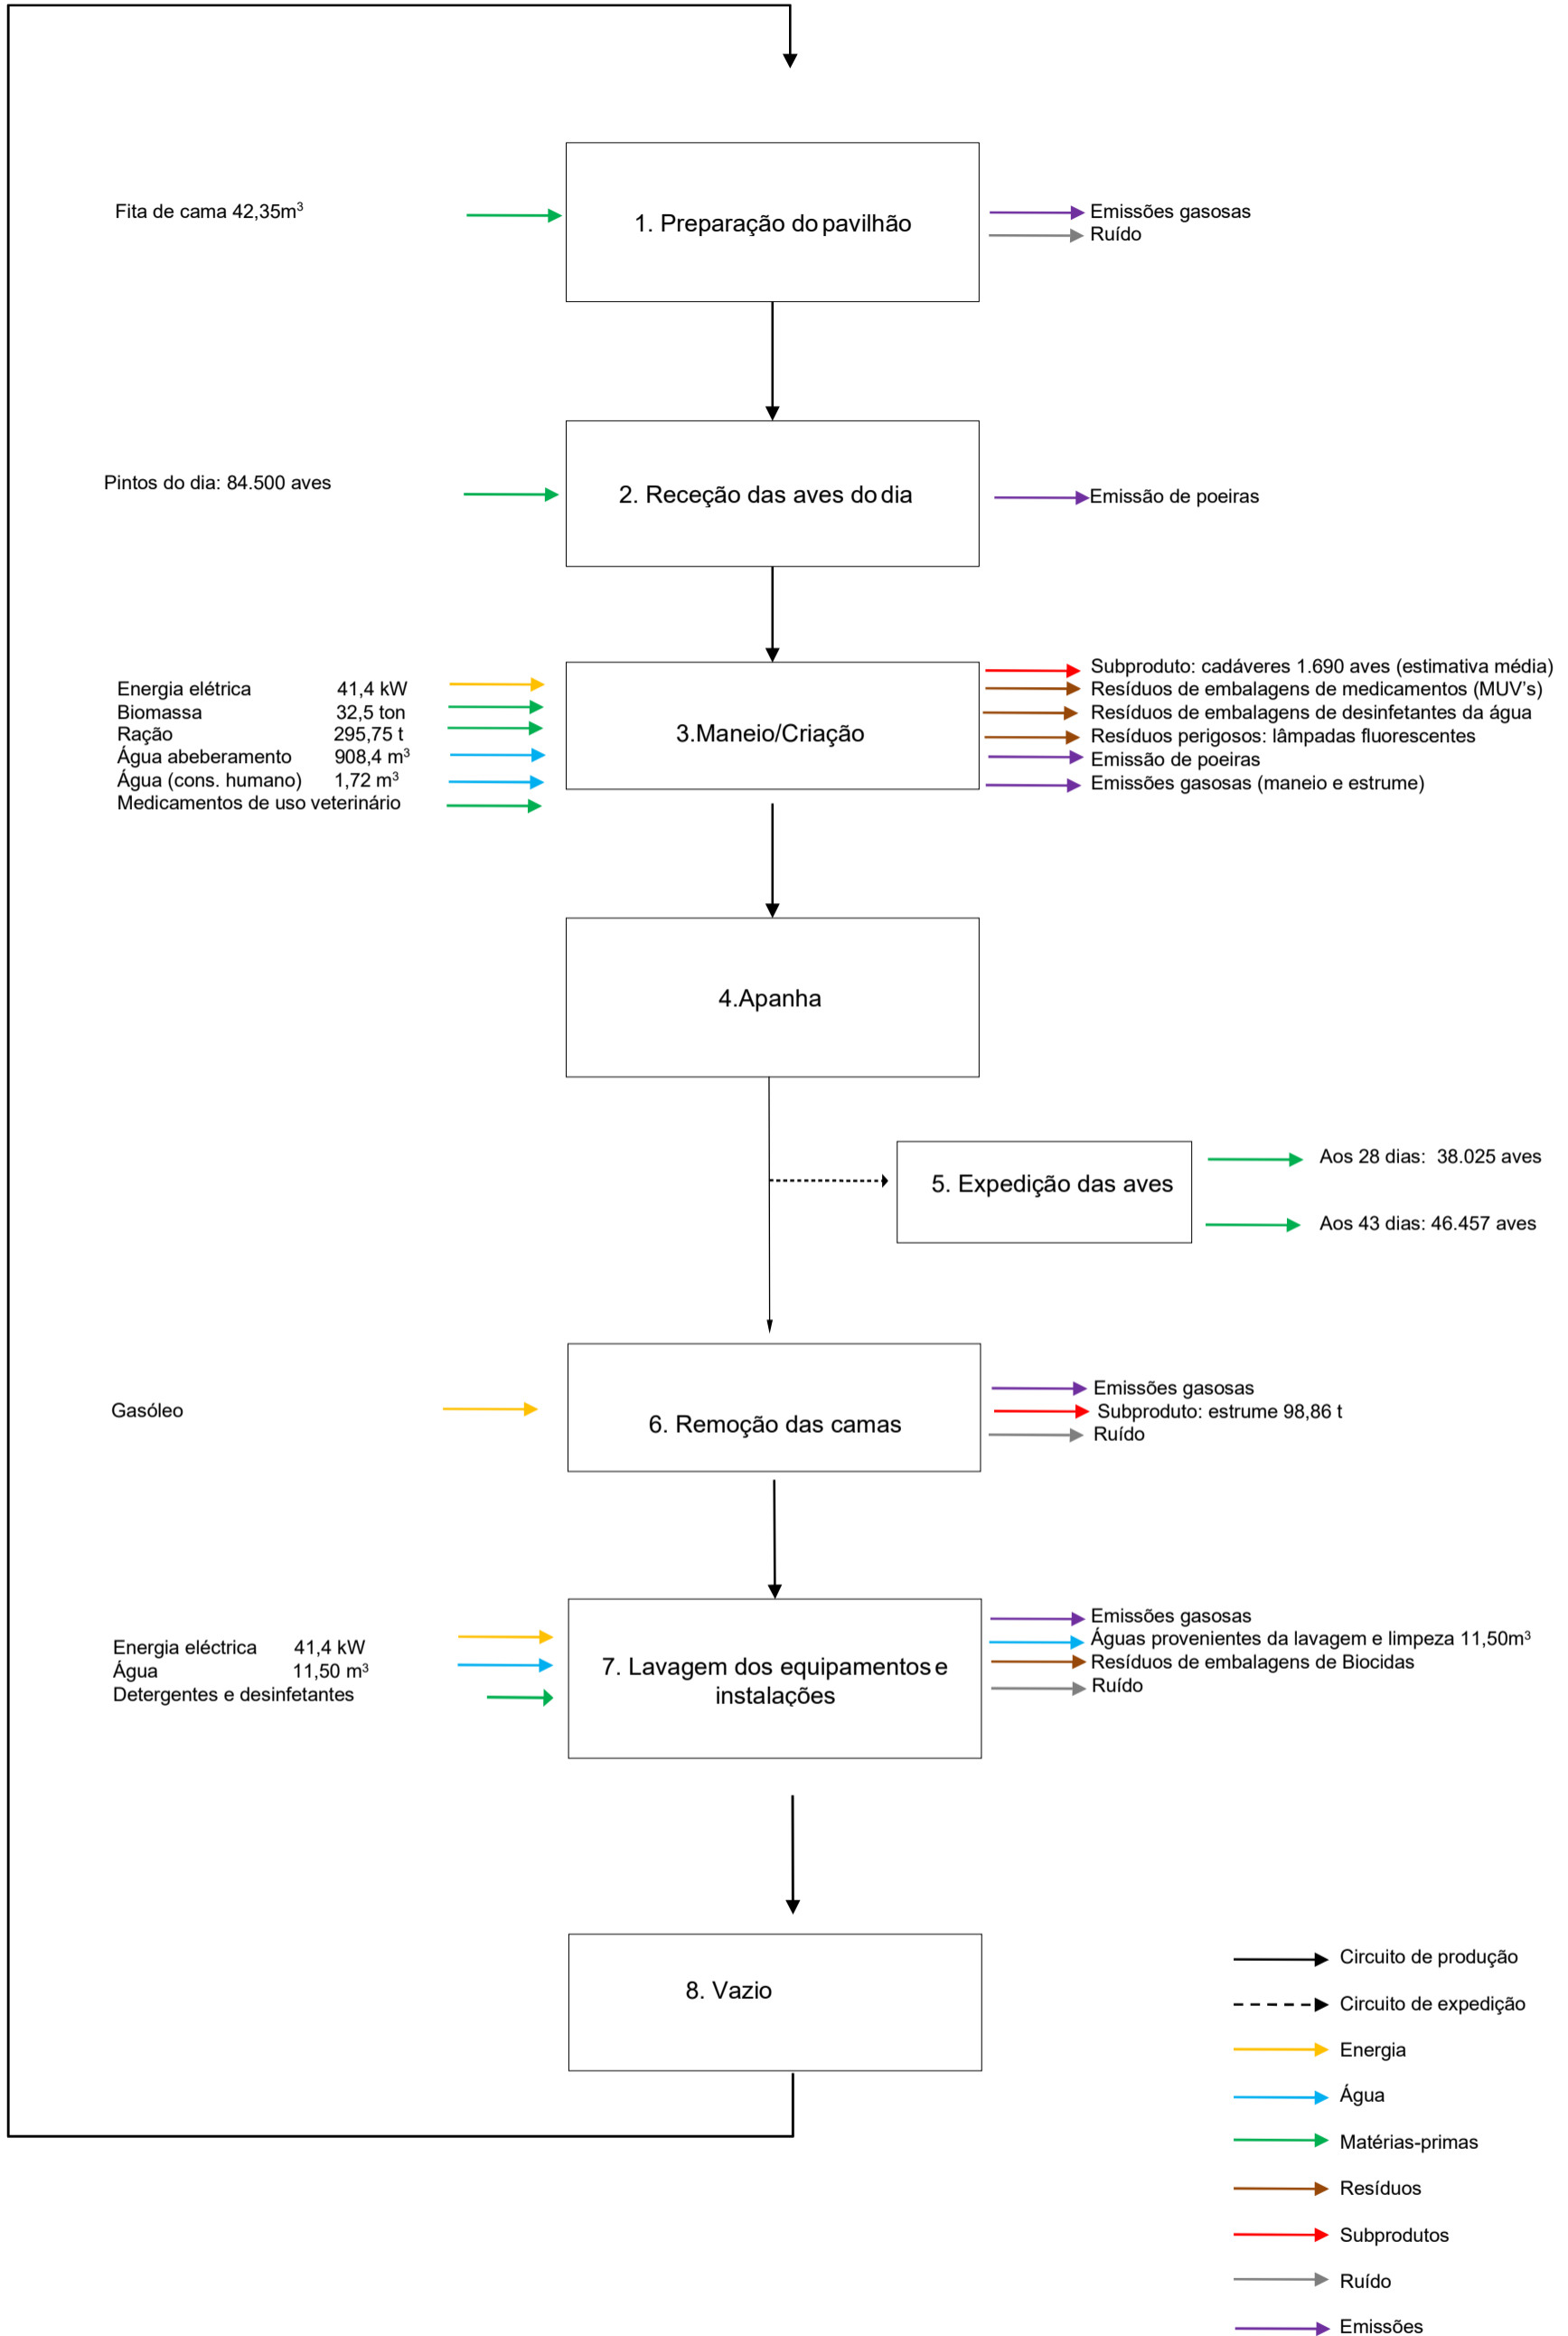 Fita de cama 42,35m³
1. Preparação do pavilhão
Emissões gasosas
Ruído
Pintos do dia: 84.500 aves
2. Receção das aves do dia
Emissão de poeiras
Energia elétrica 41,4 kW
Biomassa 32,5 ton
Ração 295,75 t
Água abeberamento 908,4 m³
Água (cons. humano) 1,72 m³
Medicamentos de uso veterinário
3.Maneio/Criação
Subproduto: cadáveres 1.690 aves (estimativa média)
Resíduos de embalagens de medicamentos (MUV’s)
Resíduos de embalagens de desinfetantes da água
Resíduos perigosos: lâmpadas fluorescentes
Emissão de poeiras
Emissões gasosas (maneio e estrume)
4.Apanha
5. Expedição das aves
Aos 28 dias: 38.025 aves
Aos 43 dias: 46.457 aves
Gasóleo
6. Remoção das camas
Emissões gasosas
Subproduto: estrume 98,86 t
Ruído
Energia eléctrica 41,4 kW
Água 11,50 m³
Detergentes e desinfetantes
7. Lavagem dos equipamentos e
instalações
Emissões gasosas
Águas provenientes da lavagem e limpeza 11,50m³
Resíduos de embalagens de Biocidas
Ruído
8. Vazio
Circuito de produção
Circuito de expedição
Energia
Água
Matérias-primas
Resíduos
Subprodutos
Ruído
Emissões